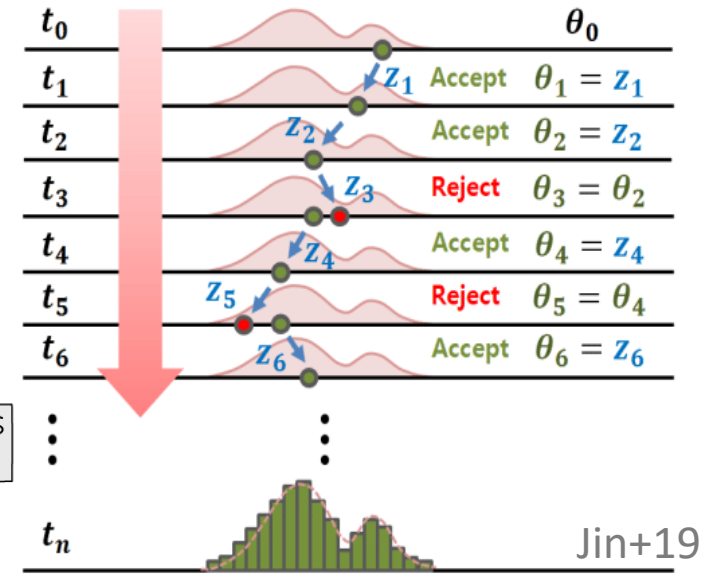 t₀ θ₀
t₁ z₁ Accept θ₁ = z₁
t₂ z₂ Accept θ₂ = z₂
t₃ z₃ Reject θ₃ = θ₂
t₄ z₄ Accept θ₄ = z₄
t₅ z₅ Reject θ₅ = θ₄
t₆ z₆ Accept θ₆ = z₆
s
tₙ
Jin+19